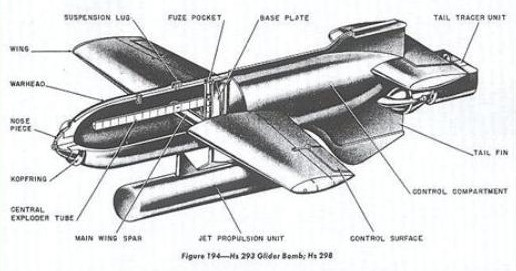 SUSPENSION LUG
FUZE POCKET
BASE PLATE
TAIL TRACER UNIT
WING
WARHEAD
NOSE
PIECE
KOPFRING
TAIL FIN
CONTROL COMPARTMENT
CENTRAL
EXPLODER TUBE
MAIN WING SPAR
JET PROPULSION UNIT
CONTROL SURFACE
Figure 194—Hs 293 Glider Bomb; Hs 298